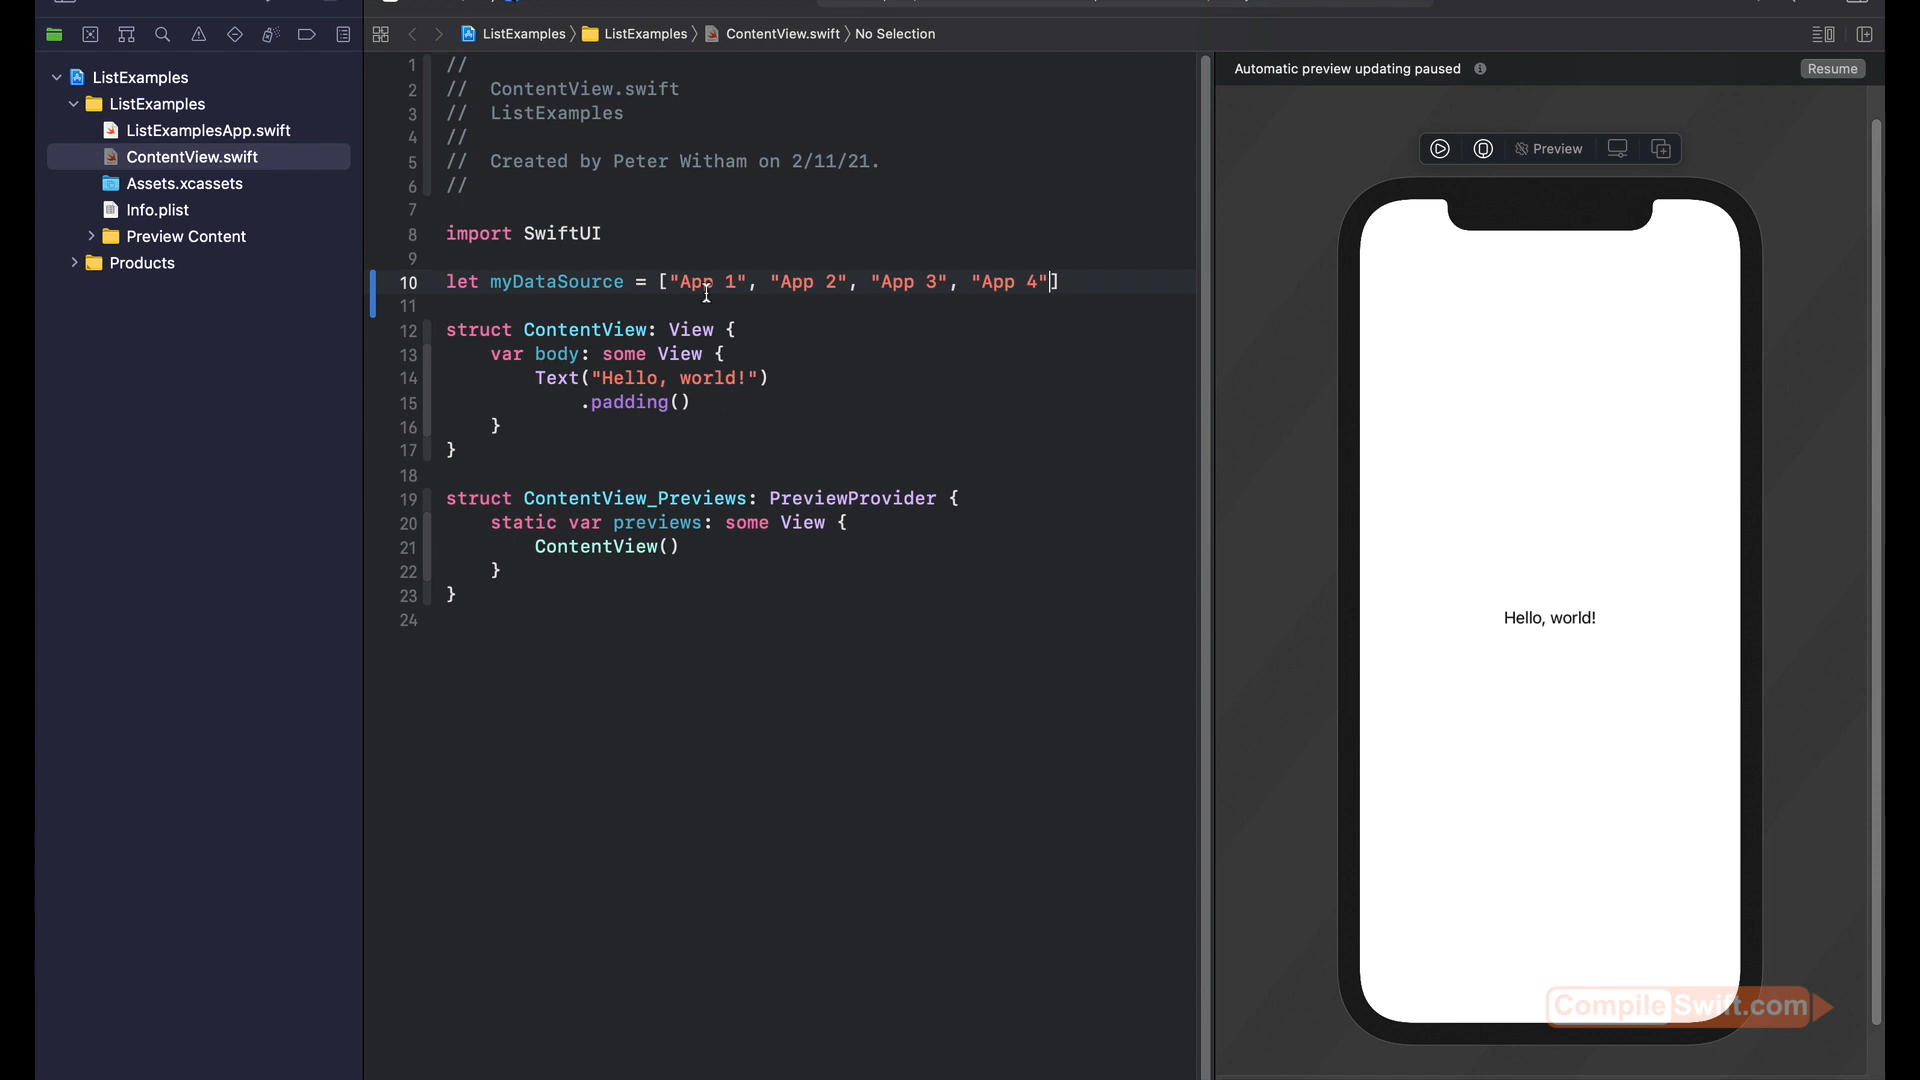 ListExamples
ListExamples
ContentView.swift
No Selection
ListExamples
ListExamples
ListExamplesApp.swift
ContentView.swift
Assets.xcassets
Info.plist
Preview Content
Products
1 //
2 // ContentView.swift
3 // ListExamples
4 //
5 // Created by Peter Witham on 2/11/21.
6 //
7
8 import SwiftUI
9
10 let myDataSource = ["App 1", "App 2", "App 3", "App 4"]
11
12 struct ContentView: View {
13 var body: some View {
14 Text("Hello, world!")
15 .padding()
16 }
17 }
18
19 struct ContentView_Previews: PreviewProvider {
20 static var previews: some View {
21 ContentView()
22 }
23 }
24
Automatic preview updating paused
Resume
Preview
Hello, world!
CompileSwift.com